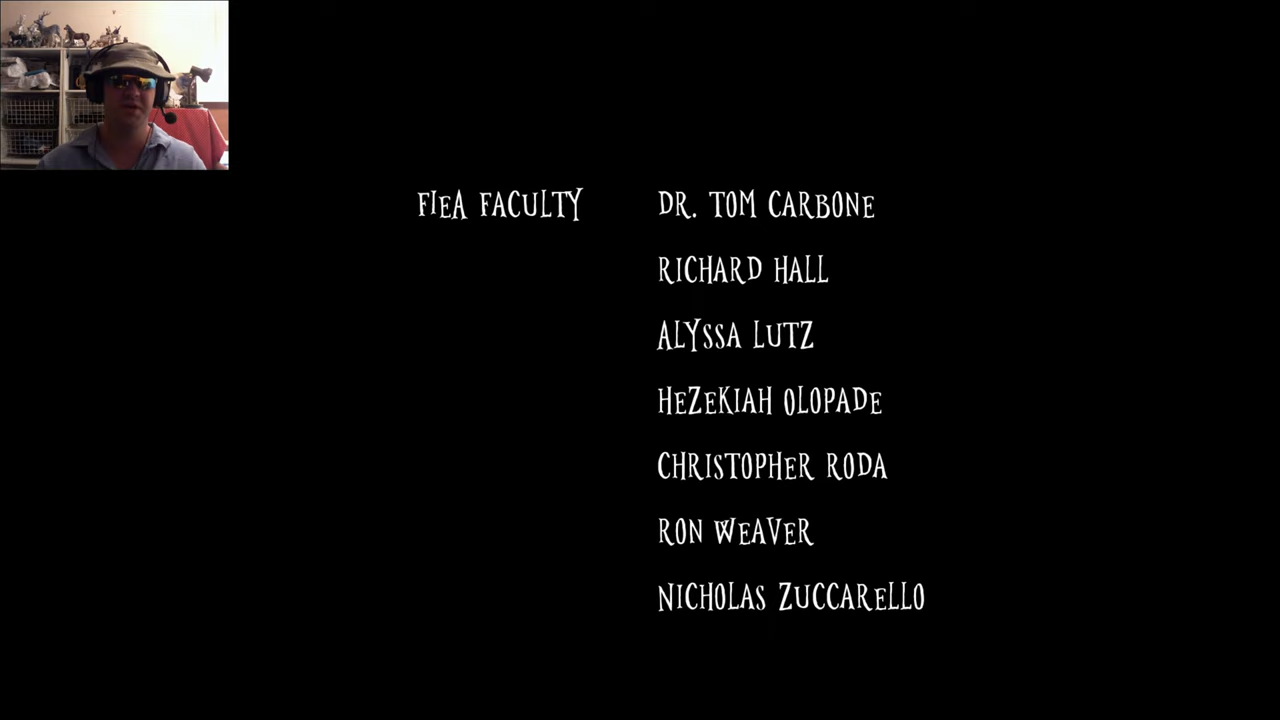 FIEA FACULTY DR. TOM CARBONE
RICHARD HALL
ALYSSA LUTZ
HEZEKIAH OLOPADE
CHRISTOPHER RODA
RON WEAVER
NICHOLAS ZUCCARELLO